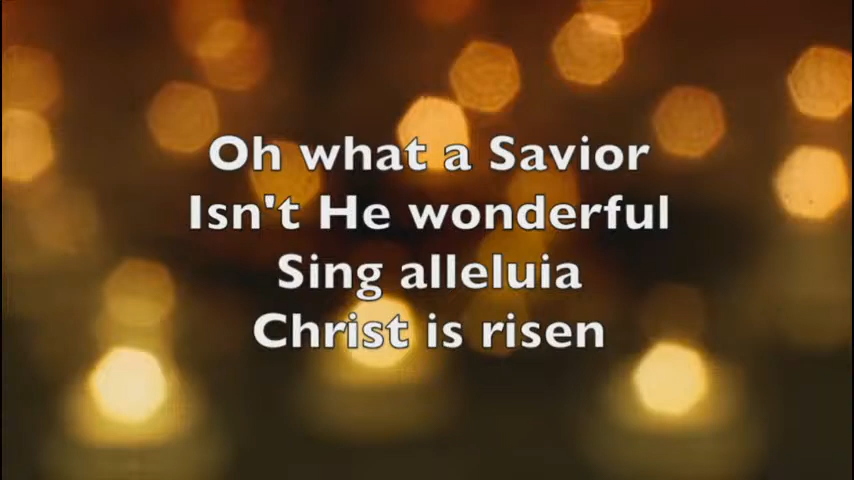 Oh what a Savior
Isn't He wonderful
Sing alleluia
Christ is risen